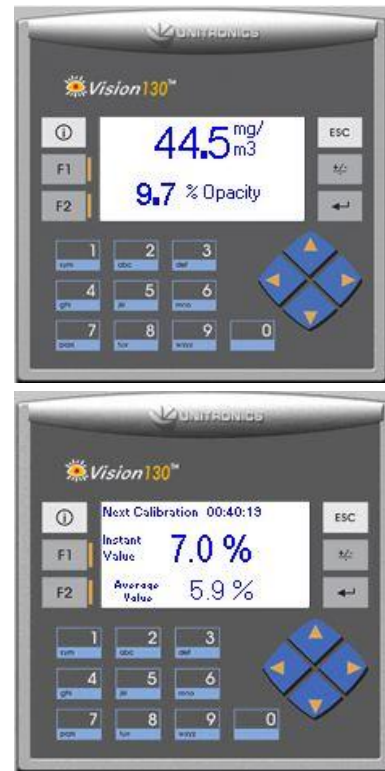 UNITRONICS
Vision130™
44.5 mg/m3
9.7 % Opacity
ESC
F1
+/-
F2
1 2 3
abc def
4 5 6
ghi jkl mno
7 8 9 0
tuv wxyz
UNITRONICS
Vision130™
Next Calibration 00:40:19
Instant Value 7.0 %
Average Value 5.9 %
ESC
F1
+/-
F2
1 2 3
abc def
4 5 6
ghi jkl mno
7 8 9 0
tuv wxyz